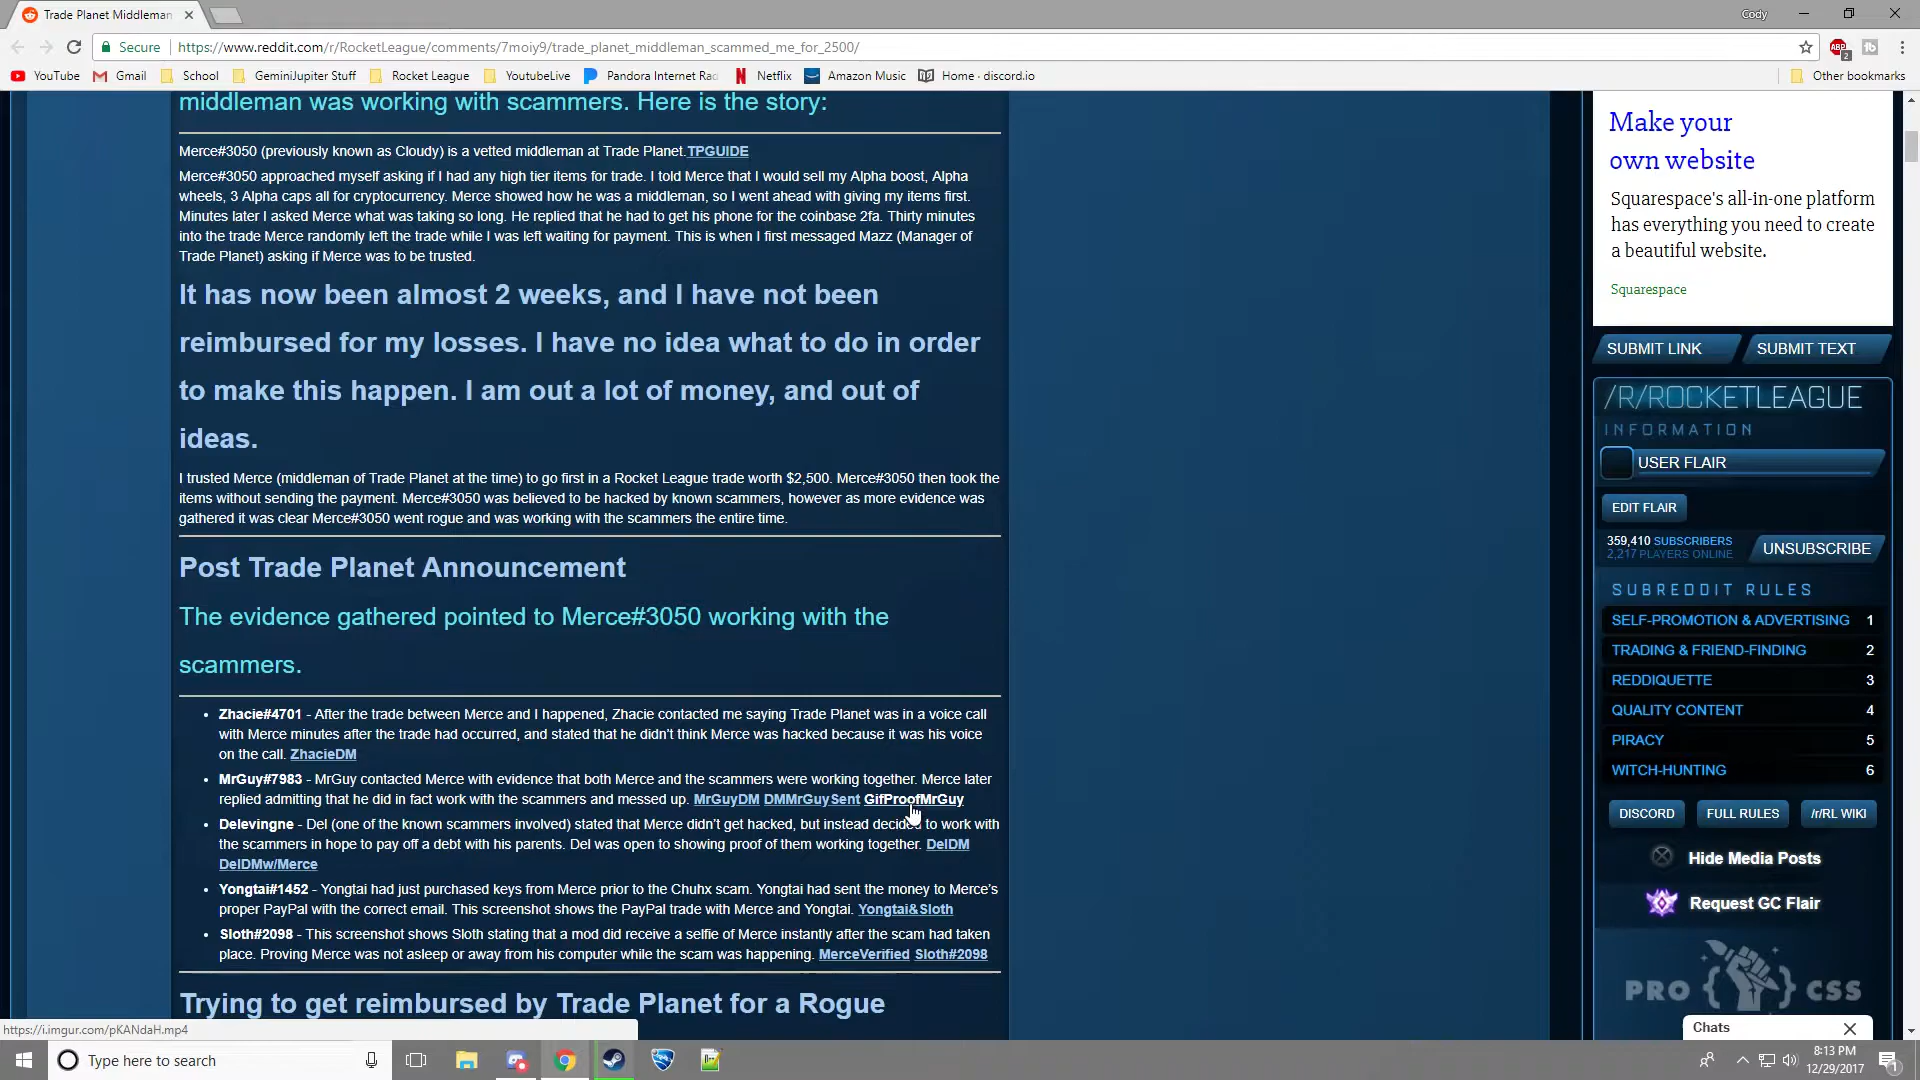 Trade Planet Middleman
Cody
Secure
https://www.reddit.com/r/RocketLeague/comments/7moiy9/trade_planet_middleman_scammed_me_for_2500/
ABP
2
YouTube
Gmail
School
GeminiJupiter Stuff
Rocket League
YoutubeLive
Pandora Internet Rad
Netflix
Amazon Music
Home · discord.io
Other bookmarks
middleman was working with scammers. Here is the story:
Merce#3050 (previously known as Cloudy) is a vetted middleman at Trade Planet.TPGUIDE
Merce#3050 approached myself asking if I had any high tier items for trade. I told Merce that I would sell my Alpha boost, Alpha
wheels, 3 Alpha caps all for cryptocurrency. Merce showed how he was a middleman, so I went ahead with giving my items first.
Minutes later I asked Merce what was taking so long. He replied that he had to get his phone for the coinbase 2fa. Thirty minutes
into the trade Merce randomly left the trade while I was left waiting for payment. This is when I first messaged Mazz (Manager of
Trade Planet) asking if Merce was to be trusted.
It has now been almost 2 weeks, and I have not been
reimbursed for my losses. I have no idea what to do in order
to make this happen. I am out a lot of money, and out of
ideas.
I trusted Merce (middleman of Trade Planet at the time) to go first in a Rocket League trade worth $2,500. Merce#3050 then took the
items without sending the payment. Merce#3050 was believed to be hacked by known scammers, however as more evidence was
gathered it was clear Merce#3050 went rogue and was working with the scammers the entire time.
Post Trade Planet Announcement
The evidence gathered pointed to Merce#3050 working with the
scammers.
• Zhacie#4701 - After the trade between Merce and I happened, Zhacie contacted me saying Trade Planet was in a voice call
with Merce minutes after the trade had occurred, and stated that he didn't think Merce was hacked because it was his voice
on the call. ZhacieDM
• MrGuy#7983 - MrGuy contacted Merce with evidence that both Merce and the scammers were working together. Merce later
replied admitting that he did in fact work with the scammers and messed up. MrGuyDM DMMrGuySent GifProofMrGuy
• Delevingne - Del (one of the known scammers involved) stated that Merce didn't get hacked, but instead decided to work with
the scammers in hope to pay off a debt with his parents. Del was open to showing proof of them working together. DelDM
DelDMw/Merce
• Yongtai#1452 - Yongtai had just purchased keys from Merce prior to the Chuhx scam. Yongtai had sent the money to Merce's
proper PayPal with the correct email. This screenshot shows the PayPal trade with Merce and Yongtai. Yongtai&Sloth
• Sloth#2098 - This screenshot shows Sloth stating that a mod did receive a selfie of Merce instantly after the scam had taken
place. Proving Merce was not asleep or away from his computer while the scam was happening. MerceVerified Sloth#2098
Trying to get reimbursed by Trade Planet for a Rogue
https://i.imgur.com/pKANdaH.mp4
Make your
own website
Squarespace's all-in-one platform
has everything you need to create
a beautiful website.
Squarespace
SUBMIT LINK
SUBMIT TEXT
/R/ROCKETLEAGUE
INFORMATION
USER FLAIR
EDIT FLAIR
359,410 SUBSCRIBERS
2,217 PLAYERS ONLINE
UNSUBSCRIBE
SUBREDDIT RULES
SELF-PROMOTION & ADVERTISING 1
TRADING & FRIEND-FINDING 2
REDDIQUETTE 3
QUALITY CONTENT 4
PIRACY 5
WITCH-HUNTING 6
DISCORD
FULL RULES
/r/RL WIKI
Hide Media Posts
Request GC Flair
PRO { } CSS
Chats
Type here to search
8:13 PM
12/29/2017
1